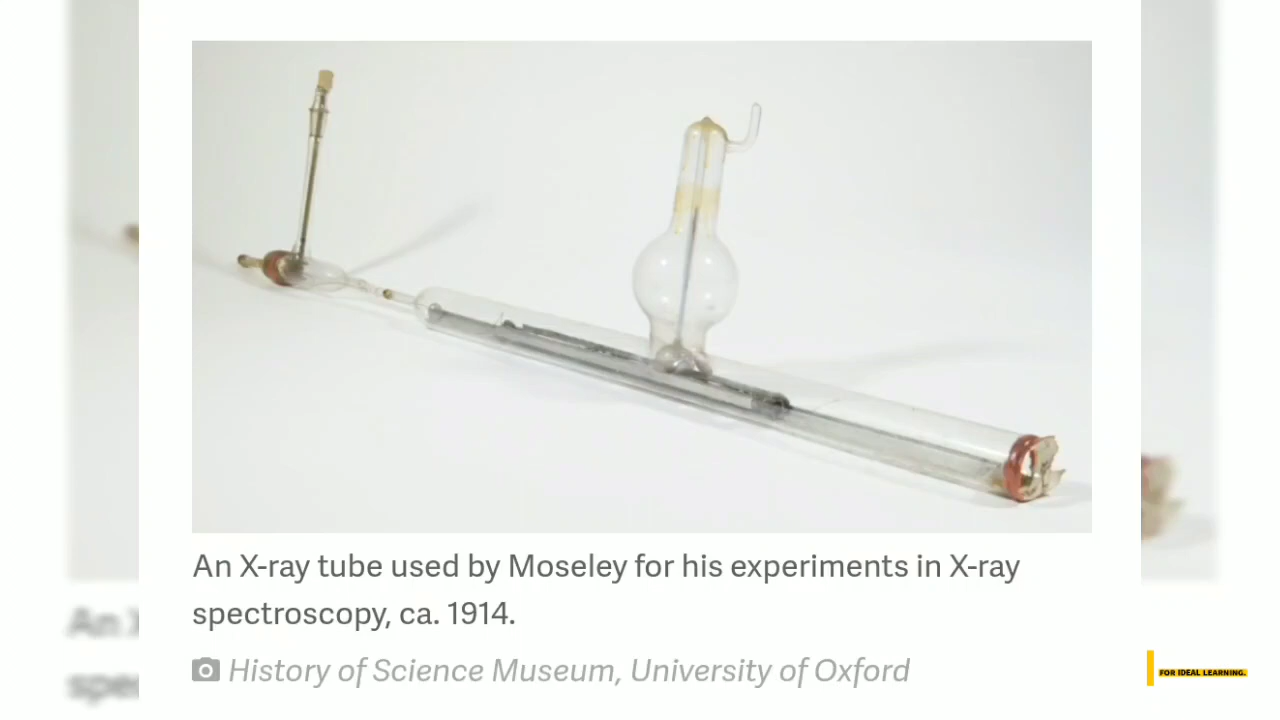 An X-ray tube used by Moseley for his experiments in X-ray
spectroscopy, ca. 1914.
History of Science Museum, University of Oxford
FOR IDEAL LEARNING.